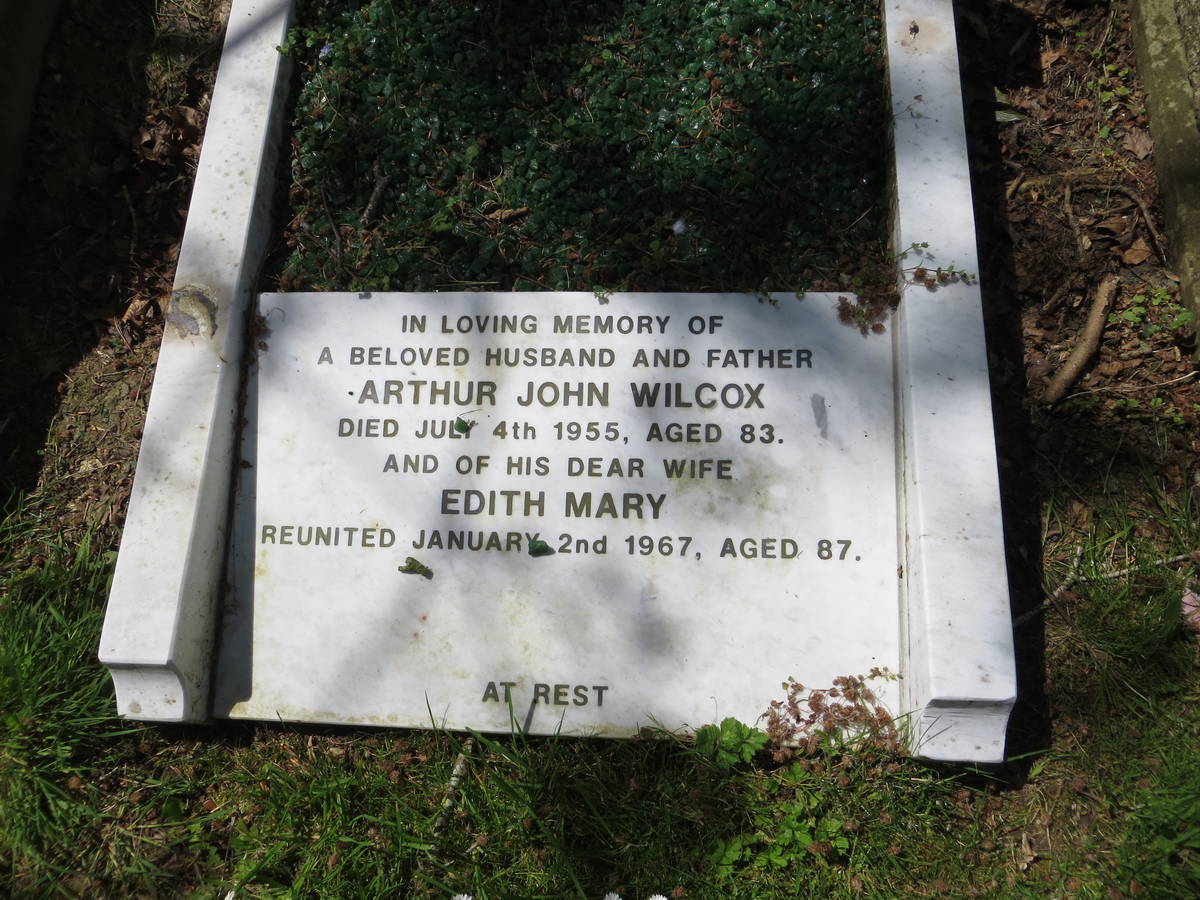 IN LOVING MEMORY OF
A BELOVED HUSBAND AND FATHER
ARTHUR JOHN WILCOX
DIED JULY 4th 1955, AGED 83.
AND OF HIS DEAR WIFE
EDITH MARY
REUNITED JANUARY 2nd 1967, AGED 87.
AT REST